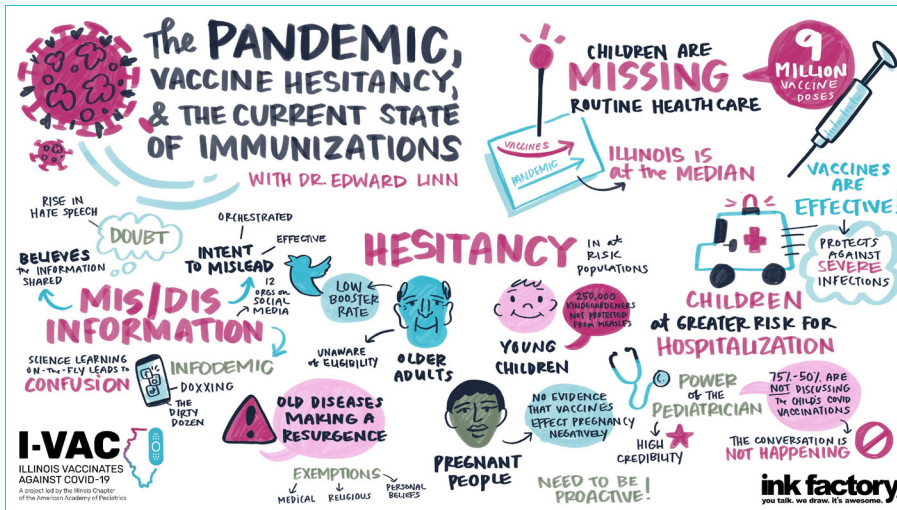 The PANDEMIC,
VACCINE HESITANCY,
& THE CURRENT STATE
OF IMMUNIZATIONS
WITH DR. EDWARD LINN
CHILDREN ARE
MISSING
ROUTINE HEALTH CARE
9
MILLION
VACCINE
DOSES
VACCINES
PANDEMIC
ILLINOIS IS
at the MEDIAN
VACCINES
ARE
EFFECTIVE!
PROTECTS
AGAINST
SEVERE
INFECTIONS
RISE IN
HATE SPEECH
DOUBT
BELIEVES
the INFORMATION
SHARED
ORCHESTRATED
EFFECTIVE
INTENT
TO MISLEAD
12
ORGS on
SOCIAL
MEDIA
MIS/DIS
INFORMATION
SCIENCE LEARNING
ON-the-FLY LEADS to
CONFUSION
INFODEMIC
DOXXING
THE
DIRTY
DOZEN
HESITANCY
IN at
RISK
POPULATIONS
LOW
BOOSTER
RATE
UNAWARE
of ELIGIBILITY
OLDER
ADULTS
250,000
KINDEGARDENERS
NOT PROTECTED
FROM MEASLES
YOUNG
CHILDREN
CHILDREN
at GREATER RISK FOR
HOSPITALIZATION
OLD DISEASES
MAKING A
RESURGENCE
EXEMPTIONS
MEDICAL
RELIGIOUS
PERSONAL
BELIEFS
PREGNANT
PEOPLE
NO EVIDENCE
THAT VACCINES
EFFECT PREGNANCY
NEGATIVELY
NEED TO BE
PROACTIVE!
POWER
of the
PEDIATRICIAN
HIGH
CREDIBILITY
75%-50% ARE
NOT DISCUSSING
THE CHILD'S COVID
VACCINATIONS
THE CONVERSATION IS
NOT HAPPENING
I-VAC
ILLINOIS VACCINATES
AGAINST COVID-19
A project led by the Illinois Chapter
of the American Academy of Pediatrics
ink factory
you talk. we draw. it's awesome.